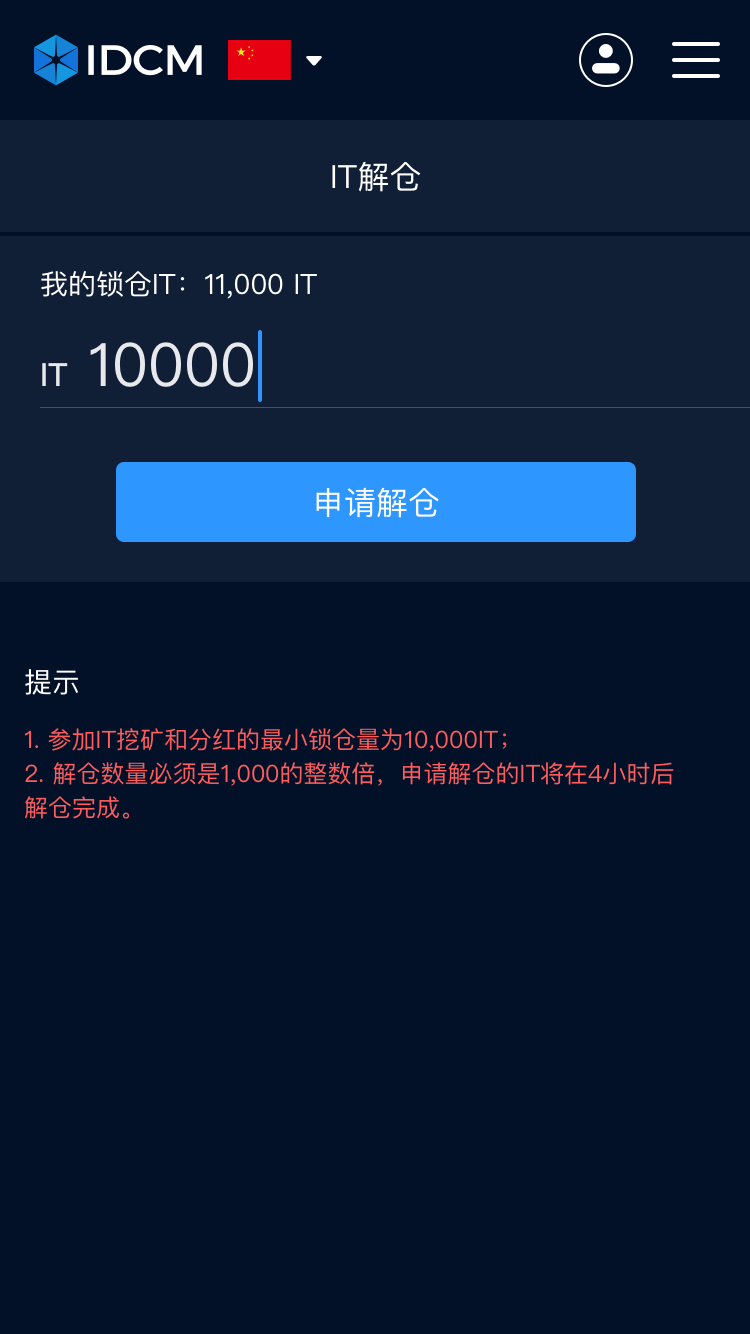 IDCM
IT解仓
我的锁仓IT：11,000 IT
IT 10000
申请解仓
提示
1. 参加IT挖矿和分红的最小锁仓量为10,000IT；
2. 解仓数量必须是1,000的整数倍，申请解仓的IT将在4小时后
解仓完成。